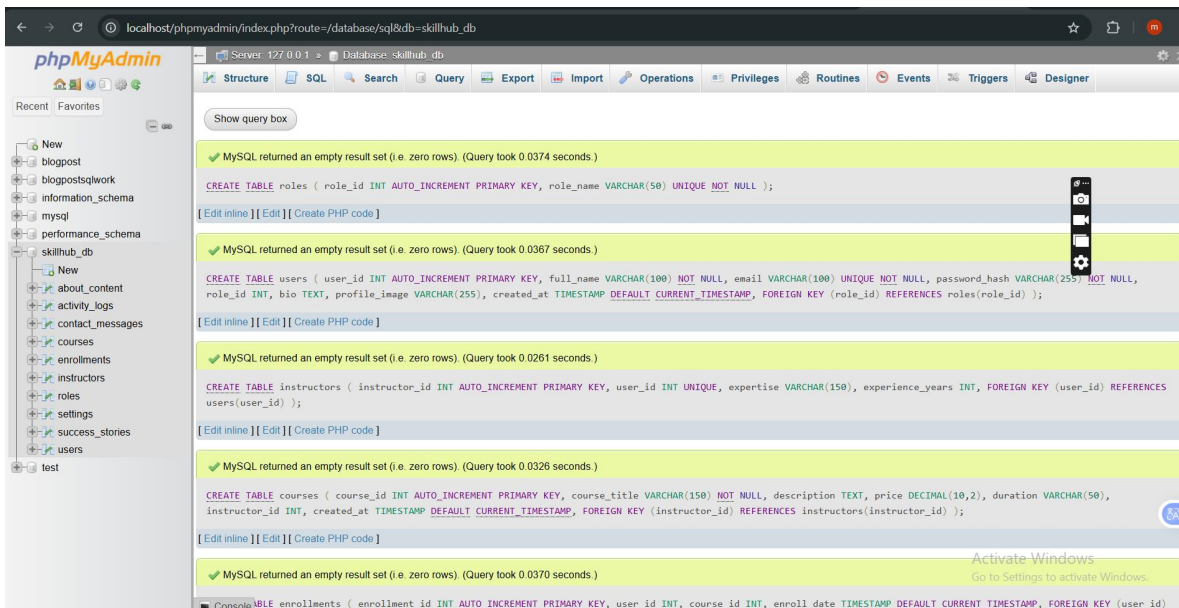 localhost/phpmyadmin/index.php?route=/database/sql&db=skillhub_db
m
phpMyAdmin
Recent Favorites
New
blogpost
blogpostsqlwork
information_schema
mysql
performance_schema
skillhub_db
New
about_content
activity_logs
contact_messages
courses
enrollments
instructors
roles
settings
success_stories
users
test
Server: 127.0.0.1 » Database: skillhub_db
Structure SQL Search Query Export Import Operations Privileges Routines Events Triggers Designer
Show query box
MySQL returned an empty result set (i.e. zero rows). (Query took 0.0374 seconds.)
CREATE TABLE roles ( role_id INT AUTO_INCREMENT PRIMARY KEY, role_name VARCHAR(50) UNIQUE NOT NULL );
[ Edit inline ] [ Edit ] [ Create PHP code ]
MySQL returned an empty result set (i.e. zero rows). (Query took 0.0367 seconds.)
CREATE TABLE users ( user_id INT AUTO_INCREMENT PRIMARY KEY, full_name VARCHAR(100) NOT NULL, email VARCHAR(100) UNIQUE NOT NULL, password_hash VARCHAR(255) NOT NULL,
role_id INT, bio TEXT, profile_image VARCHAR(255), created_at TIMESTAMP DEFAULT CURRENT_TIMESTAMP, FOREIGN KEY (role_id) REFERENCES roles(role_id) );
[ Edit inline ] [ Edit ] [ Create PHP code ]
MySQL returned an empty result set (i.e. zero rows). (Query took 0.0261 seconds.)
CREATE TABLE instructors ( instructor_id INT AUTO_INCREMENT PRIMARY KEY, user_id INT UNIQUE, expertise VARCHAR(150), experience_years INT, FOREIGN KEY (user_id) REFERENCES
users(user_id) );
[ Edit inline ] [ Edit ] [ Create PHP code ]
MySQL returned an empty result set (i.e. zero rows). (Query took 0.0326 seconds.)
CREATE TABLE courses ( course_id INT AUTO_INCREMENT PRIMARY KEY, course_title VARCHAR(150) NOT NULL, description TEXT, price DECIMAL(10,2), duration VARCHAR(50),
instructor_id INT, created_at TIMESTAMP DEFAULT CURRENT_TIMESTAMP, FOREIGN KEY (instructor_id) REFERENCES instructors(instructor_id) );
[ Edit inline ] [ Edit ] [ Create PHP code ]
MySQL returned an empty result set (i.e. zero rows). (Query took 0.0370 seconds.)
Console BLE enrollments ( enrollment_id INT AUTO_INCREMENT PRIMARY KEY, user_id INT, course_id INT, enroll_date TIMESTAMP DEFAULT CURRENT_TIMESTAMP, FOREIGN KEY (user_id)
Activate Windows
Go to Settings to activate Windows.